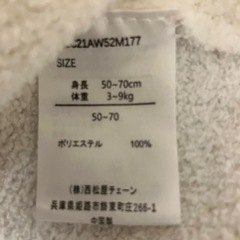 21AW52M177
SIZE
身長 50~70cm
体重 3~9kg
50-70
ポリエステル 100%
(株)西松屋チェーン
兵庫県姫路市飾東町庄266-1
中国製